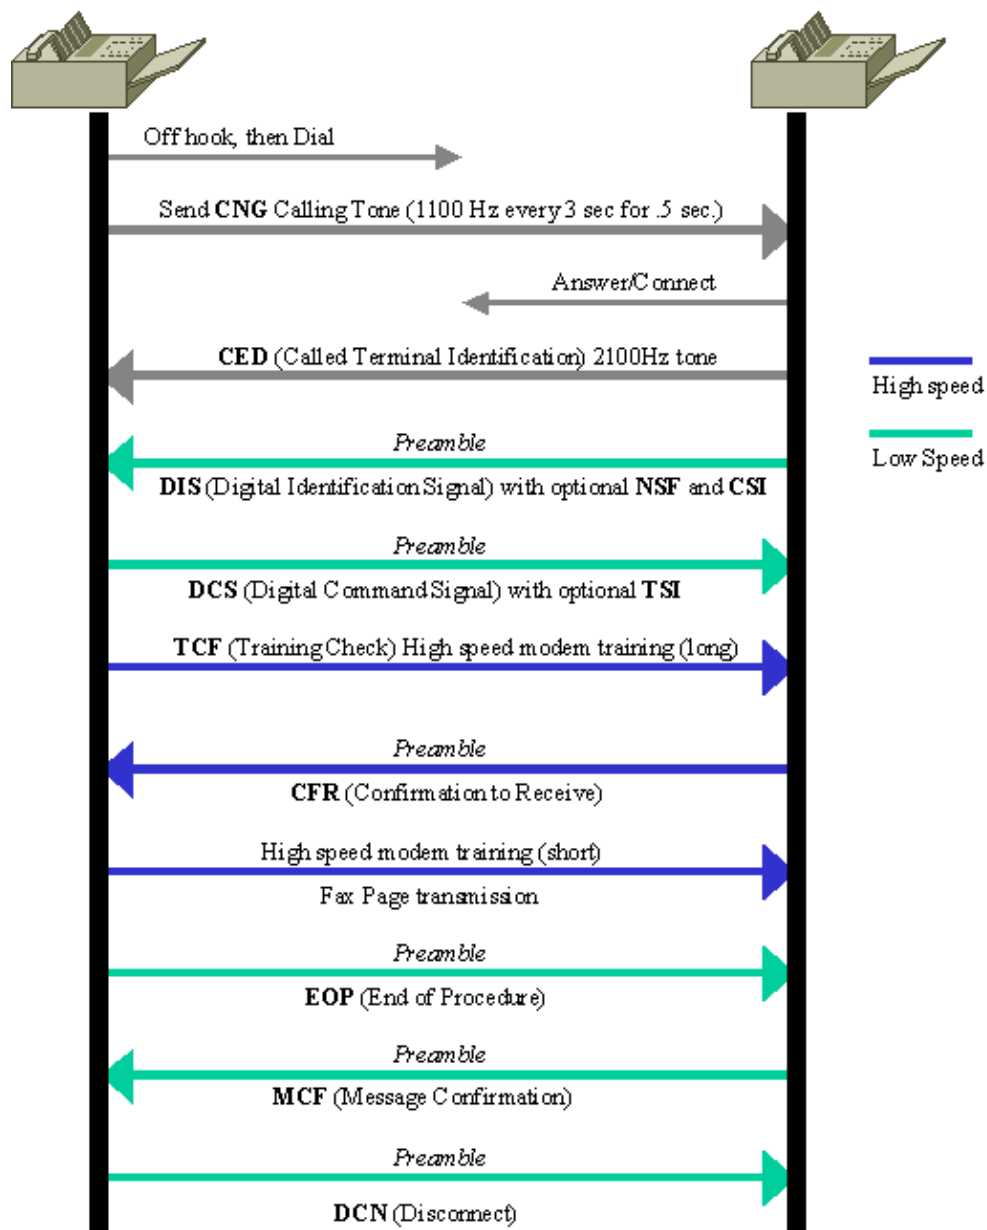 Off hook, then Dial
Send CNG Calling Tone (1100 Hz every 3 sec for .5 sec.)
Answer/Connect
CED (Called Terminal Identification) 2100Hz tone
High speed
Low Speed
Preamble
DIS (Digital Identification Signal) with optional NSF and CSI
Preamble
DCS (Digital Command Signal) with optional TSI
TCF (Training Check) High speed modem training (long)
Preamble
CFR (Confirmation to Receive)
High speed modem training (short)
Fax Page transmission
Preamble
EOP (End of Procedure)
Preamble
MCF (Message Confirmation)
Preamble
DCN (Disconnect)